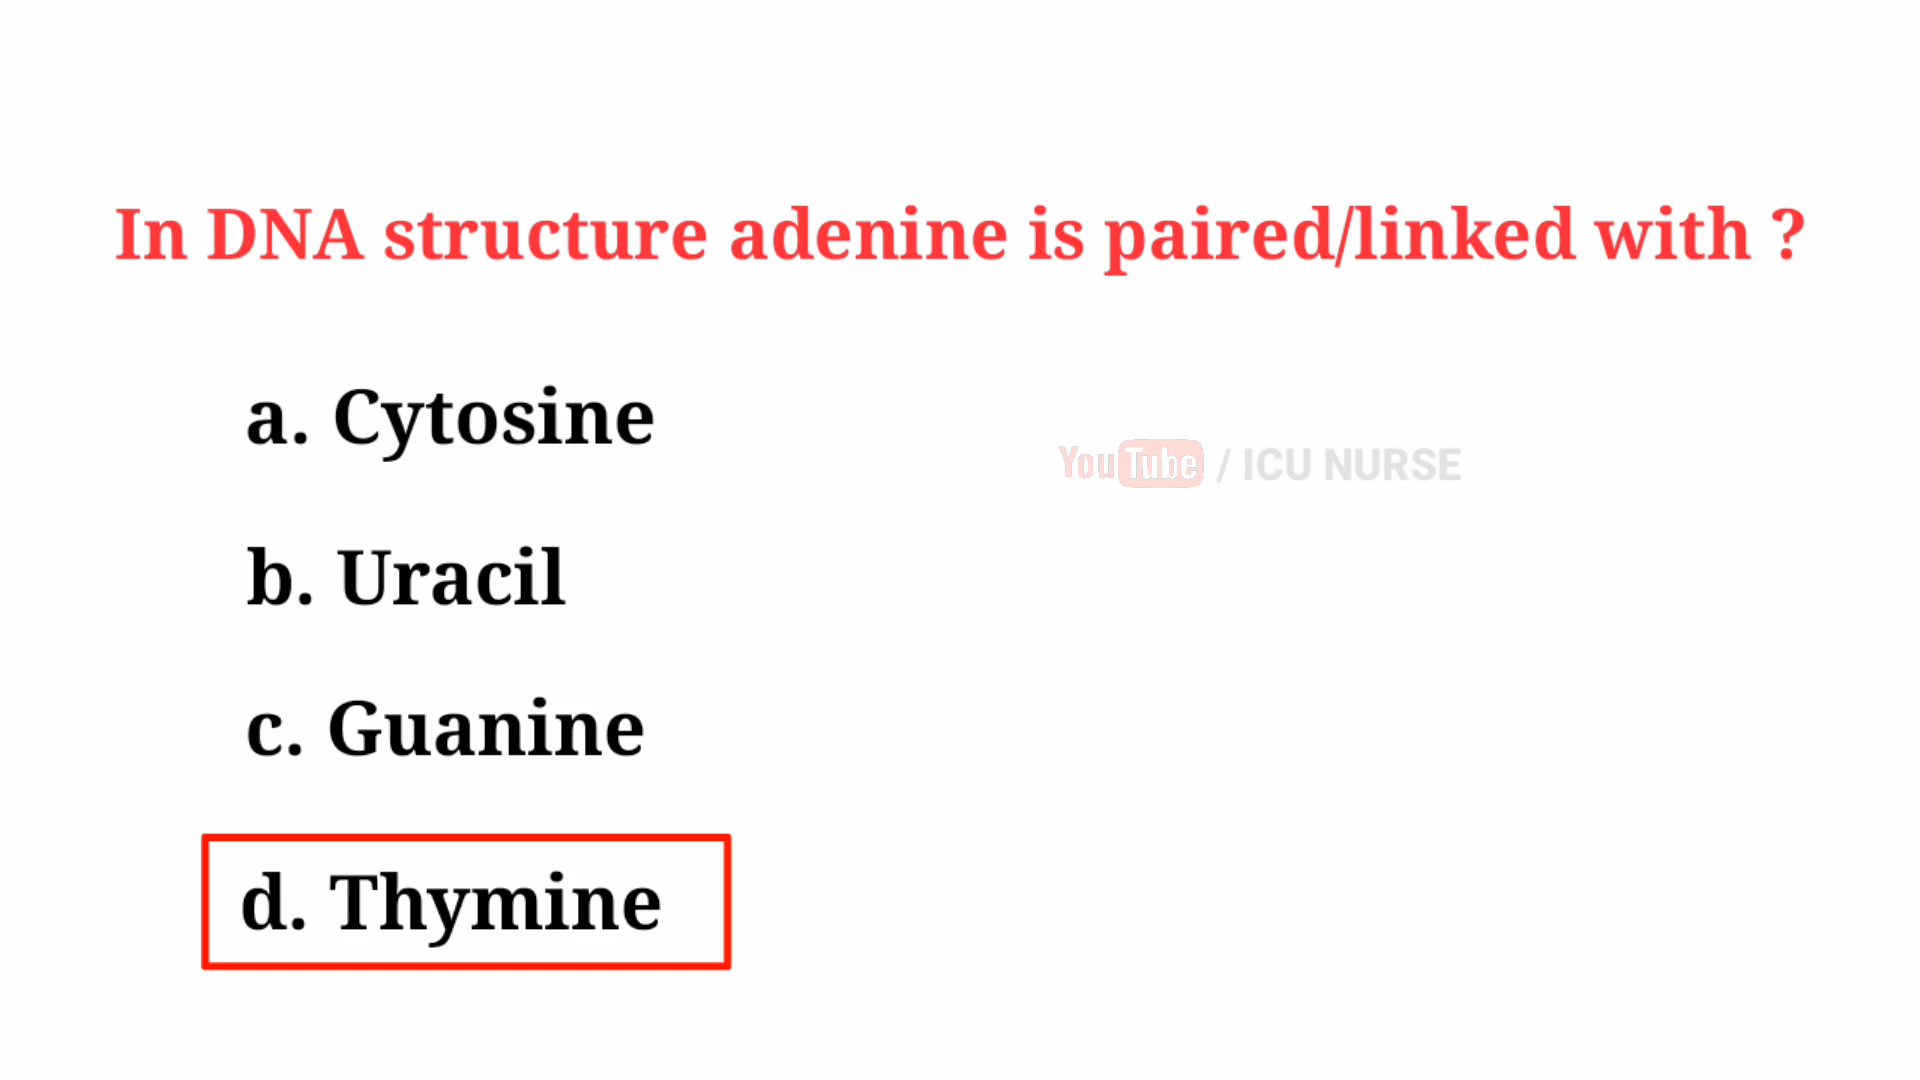 In DNA structure adenine is paired/linked with ?
a. Cytosine
YouTube / ICU NURSE
b. Uracil
c. Guanine
d. Thymine